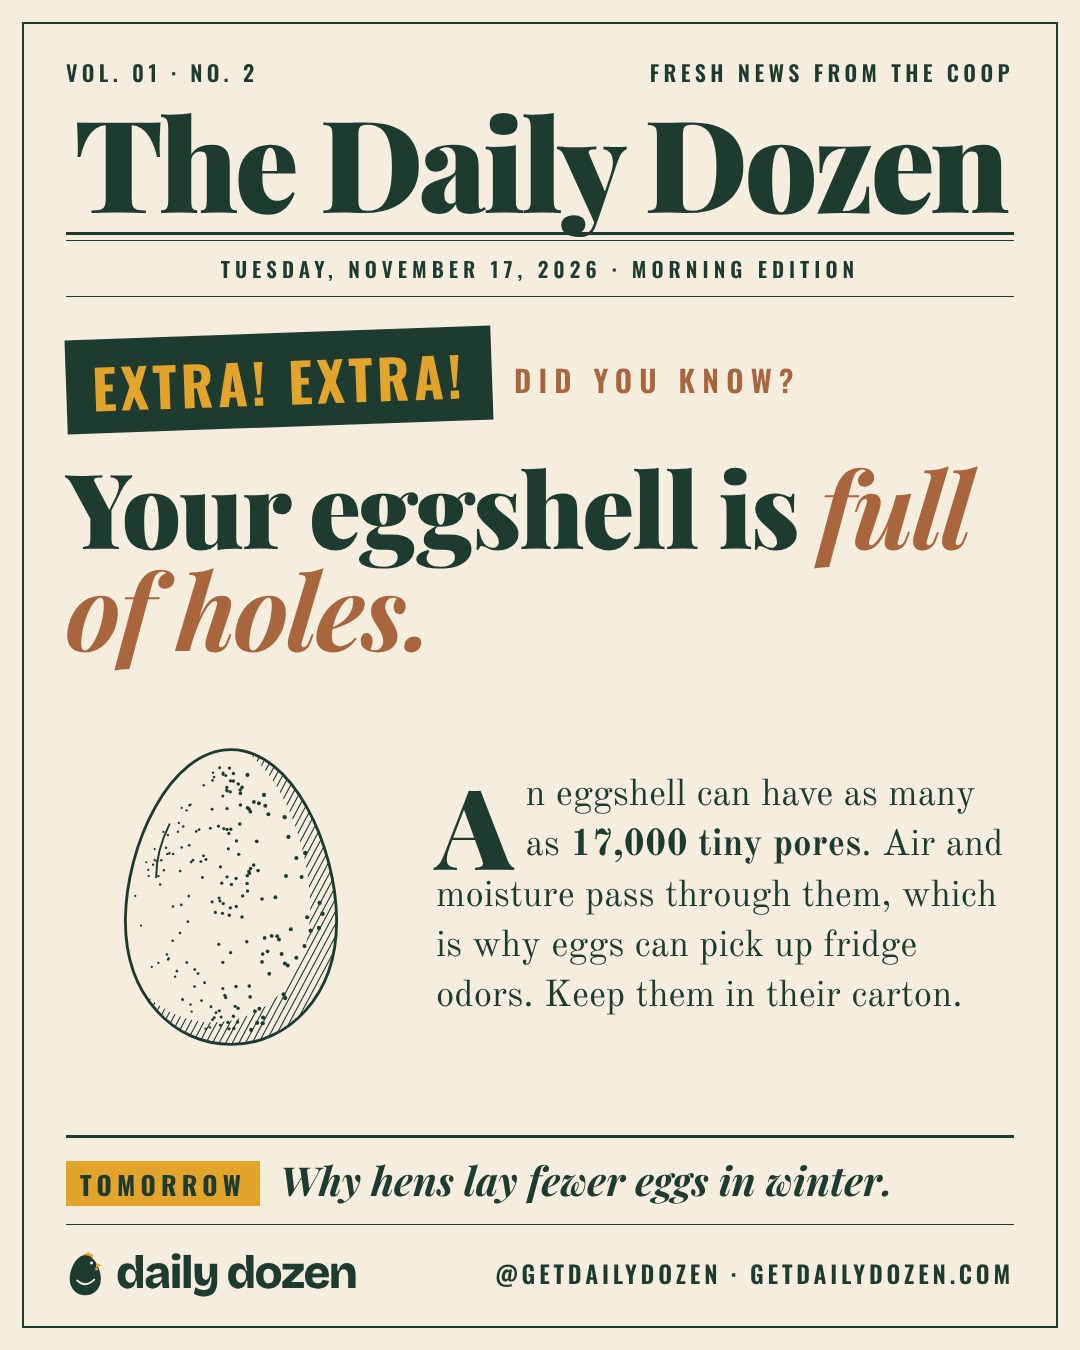 VOL. 01 · NO. 2
FRESH NEWS FROM THE COOP
The Daily Dozen
TUESDAY, NOVEMBER 17, 2026 · MORNING EDITION
EXTRA! EXTRA!
DID YOU KNOW?
Your eggshell is full
of holes.
An eggshell can have as many
as 17,000 tiny pores. Air and
moisture pass through them, which
is why eggs can pick up fridge
odors. Keep them in their carton.
TOMORROW
Why hens lay fewer eggs in winter.
daily dozen
@GETDAILYDOZEN · GETDAILYDOZEN.COM